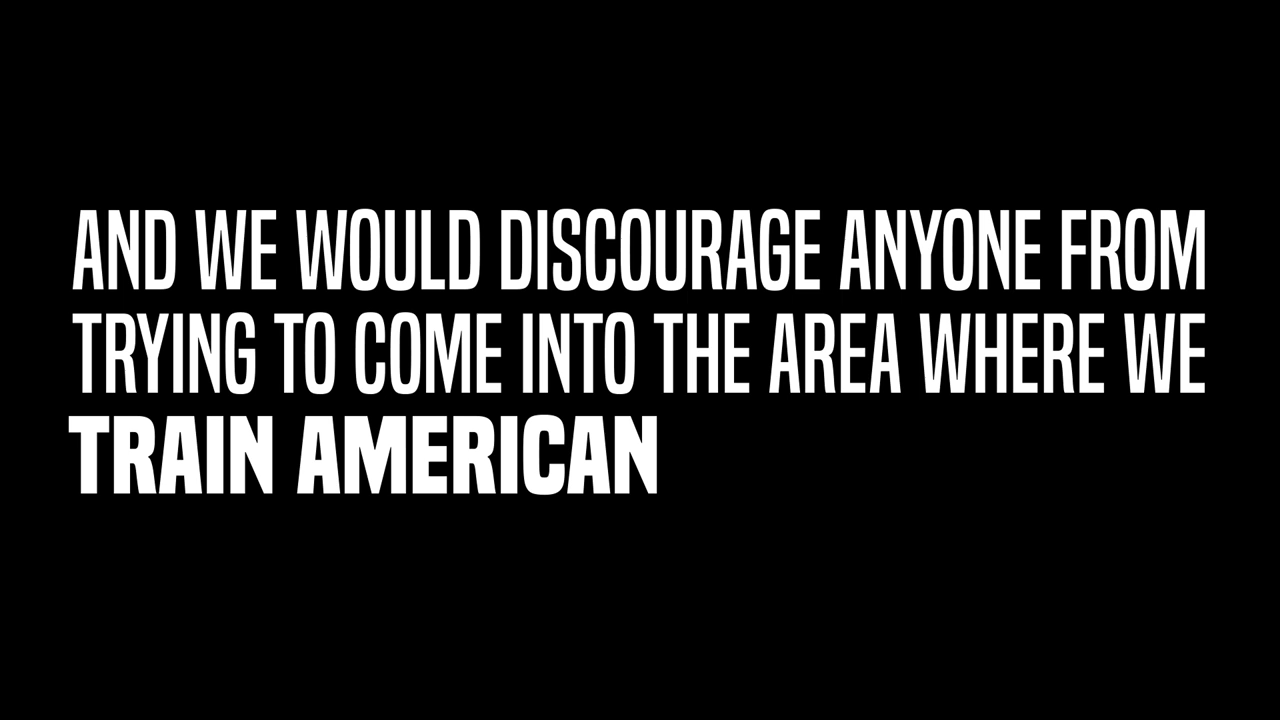 AND WE WOULD DISCOURAGE ANYONE FROM
TRYING TO COME INTO THE AREA WHERE WE
TRAIN AMERICAN